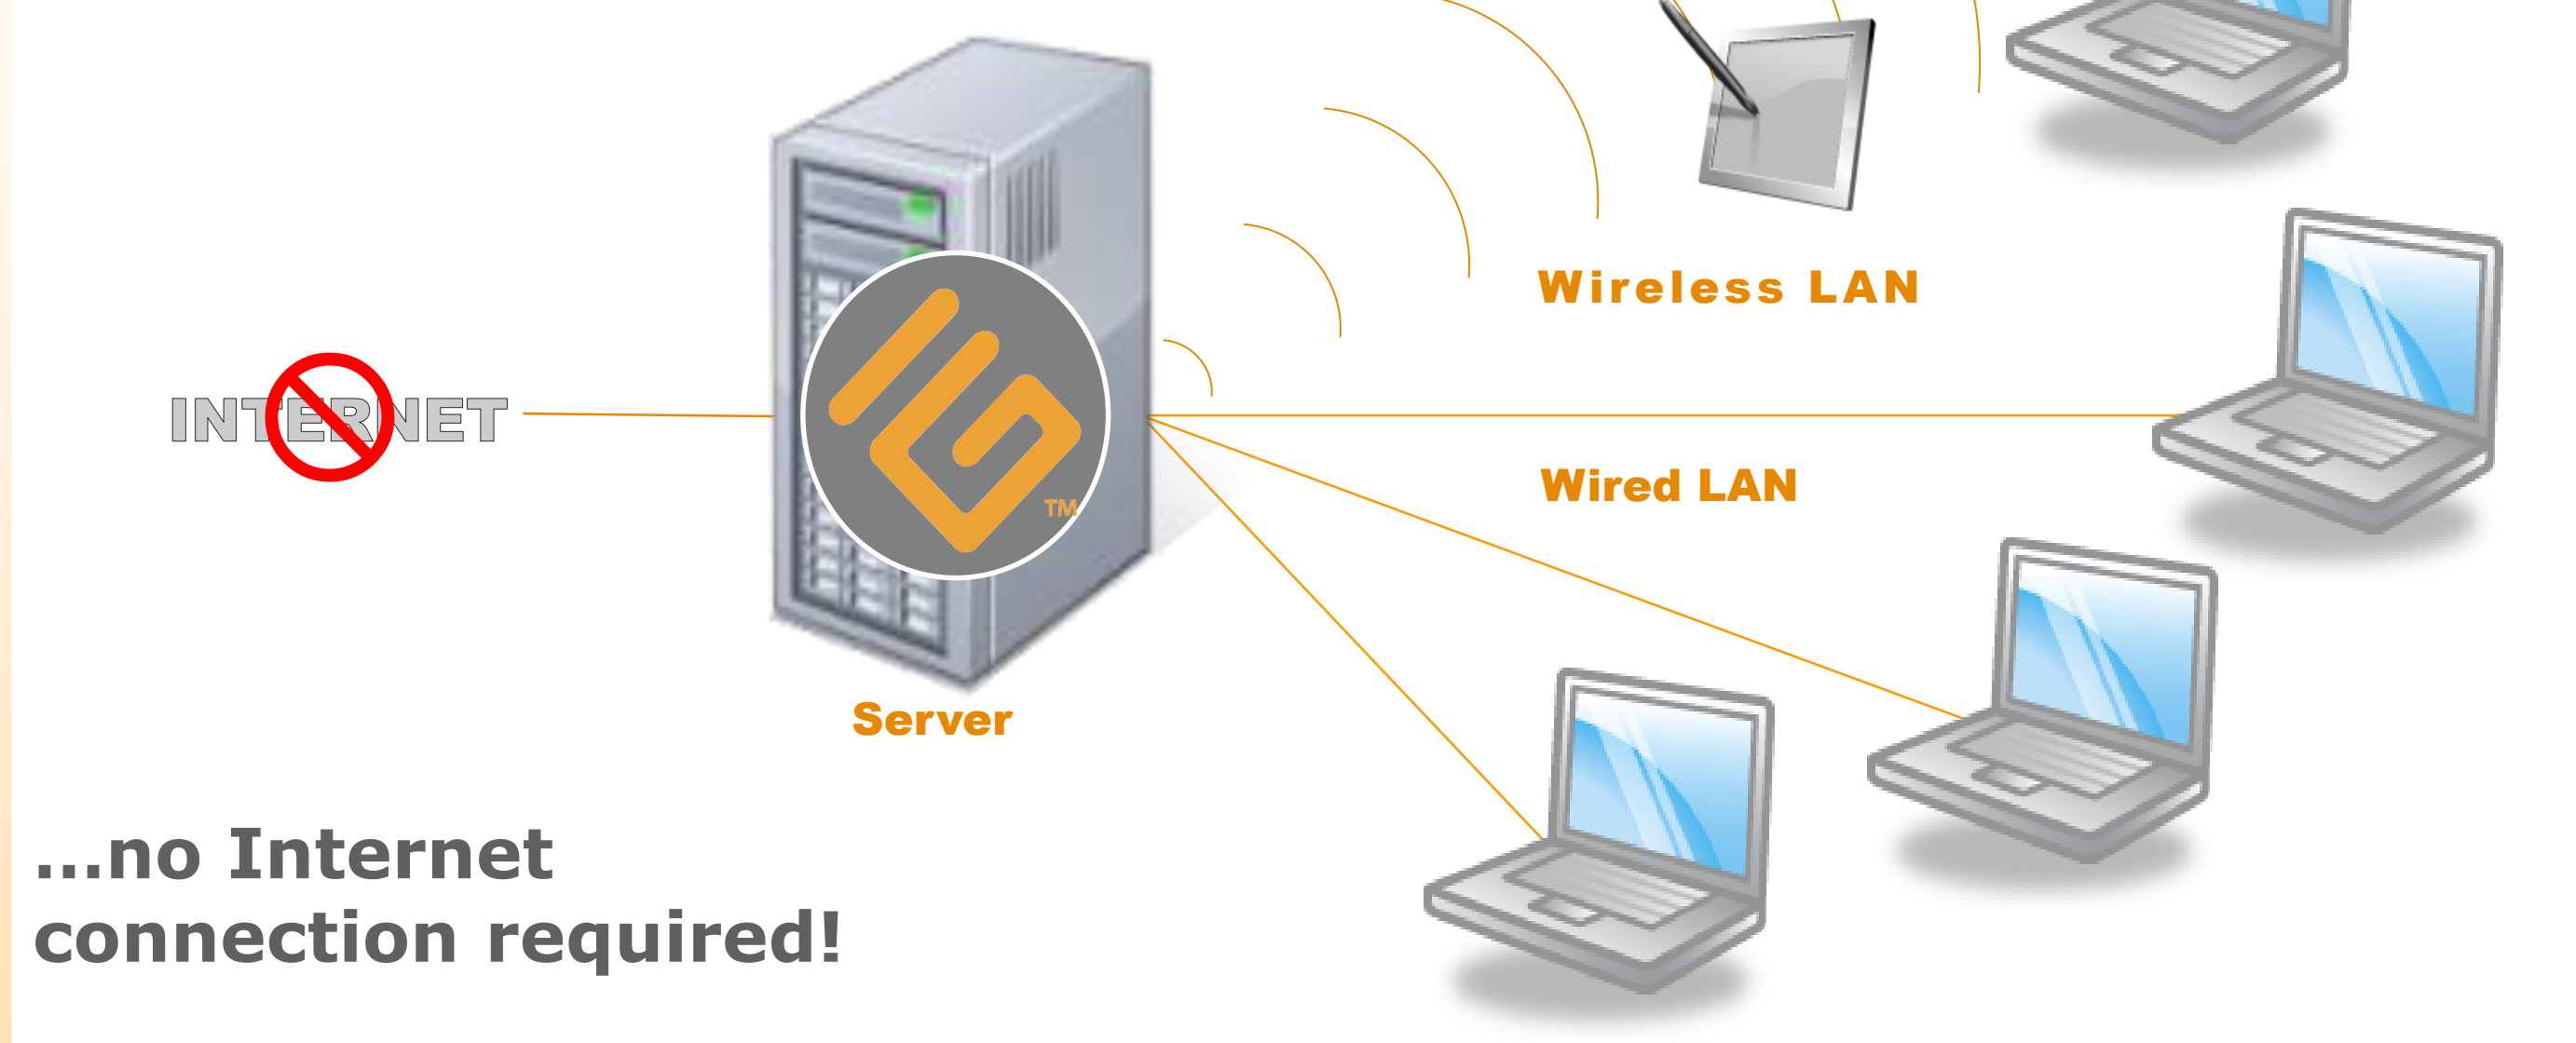 Wireless LAN
INTERNET
Wired LAN
TM
Server
...no Internet
connection required!